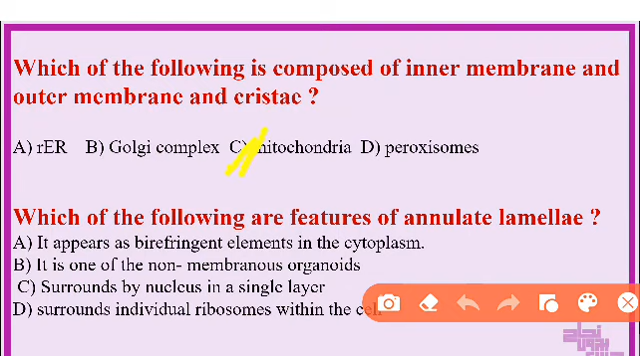 Which of the following is composed of inner membrane and
outer membrane and cristae ?
A) rER B) Golgi complex C) mitochondria D) peroxisomes
Which of the following are features of annulate lamellae ?
A) It appears as birefringent elements in the cytoplasm.
B) It is one of the non- membranous organoids
C) Surrounds by nucleus in a single layer
D) surrounds individual ribosomes within the cell